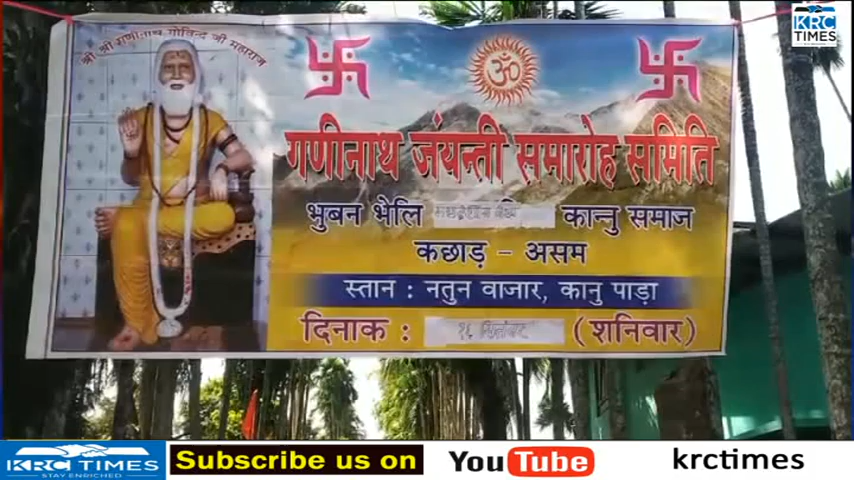 KRC
TIMES
श्री श्री गणीनाथ गोविन्द जी महाराज
ॐ
गणीनाथ जंयन्ती समारोह समिति
भुबन भेलि कान्नु समाज
कछाड़ - असम
स्तान : नतुन वाजार, कानु पाड़ा
दिनाक : (शनिवार)
KRC TIMES
STAY ENRICHED
Subscribe us on
YouTube
krctimes